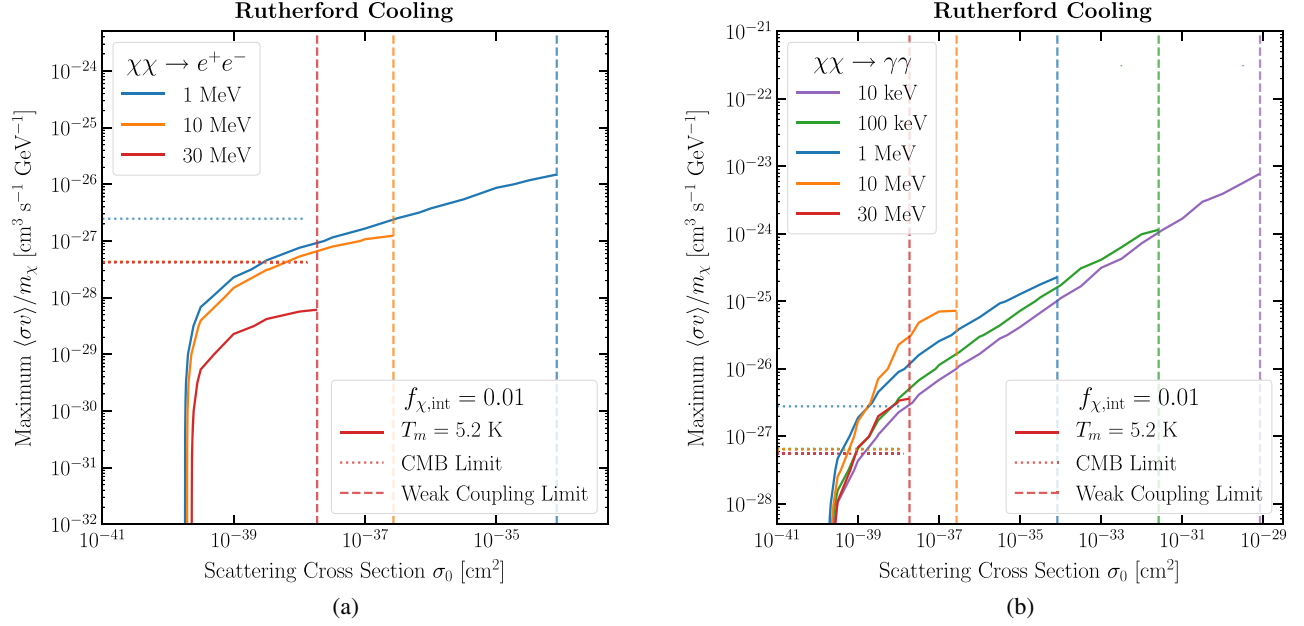 Rutherford Cooling
χχ → e⁺e⁻
1 MeV
10 MeV
30 MeV
10⁻²⁴
10⁻²⁵
10⁻²⁶
10⁻²⁷
10⁻²⁸
10⁻²⁹
10⁻³⁰
10⁻³¹
10⁻³²
Maximum ⟨σv⟩/m_χ [cm³ s⁻¹ GeV⁻¹]
f_χ,int = 0.01
T_m = 5.2 K
CMB Limit
Weak Coupling Limit
10⁻⁴¹ 10⁻³⁹ 10⁻³⁷ 10⁻³⁵
Scattering Cross Section σ₀ [cm²]
(a)
Rutherford Cooling
χχ → γγ
10 keV
100 keV
1 MeV
10 MeV
30 MeV
10⁻²¹
10⁻²²
10⁻²³
10⁻²⁴
10⁻²⁵
10⁻²⁶
10⁻²⁷
10⁻²⁸
Maximum ⟨σv⟩/m_χ [cm³ s⁻¹ GeV⁻¹]
f_χ,int = 0.01
T_m = 5.2 K
CMB Limit
Weak Coupling Limit
10⁻⁴¹ 10⁻³⁹ 10⁻³⁷ 10⁻³⁵ 10⁻³³ 10⁻³¹ 10⁻²⁹
Scattering Cross Section σ₀ [cm²]
(b)